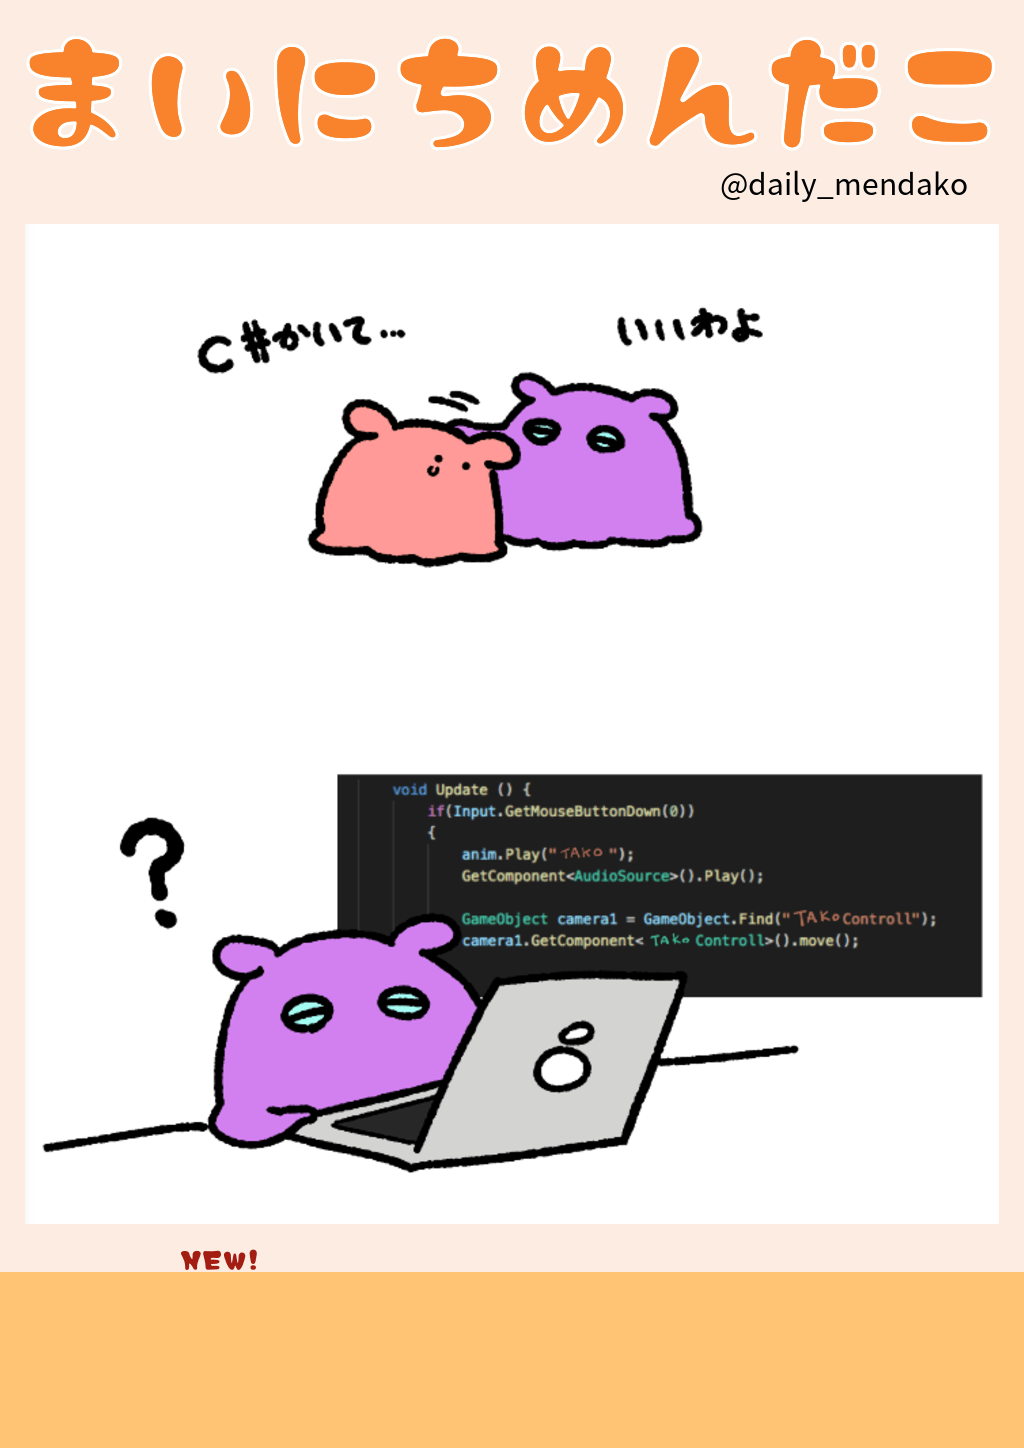 まいにちめんだこ
@daily_mendako
C#かいて...
いいわよ
void Update () {
if(Input.GetMouseButtonDown(0))
{
anim.Play("TAKO");
GetComponent<AudioSource>().Play();
GameObject camera1 = GameObject.Find("TAKOControll");
camera1.GetComponent<TAKOControll>().move();
?
NEW!